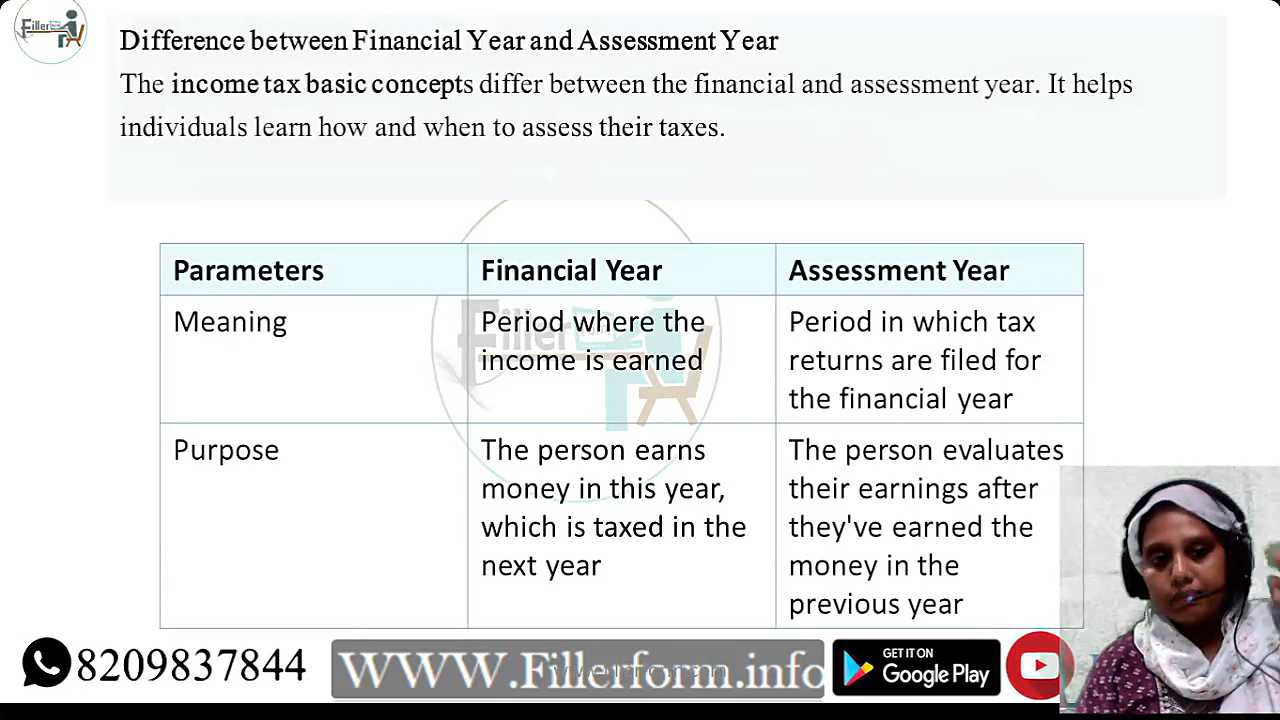 Filler
Difference between Financial Year and Assessment Year
The income tax basic concepts differ between the financial and assessment year. It helps
individuals learn how and when to assess their taxes.
Parameters Financial Year Assessment Year
Meaning Period where the Period in which tax
income is earned returns are filed for
the financial year
Filler
Purpose The person earns The person evaluates
money in this year, their earnings after
which is taxed in the they've earned the
next year money in the
previous year
8209837844 WWW.Fillerform.info GET IT ON
Google Play